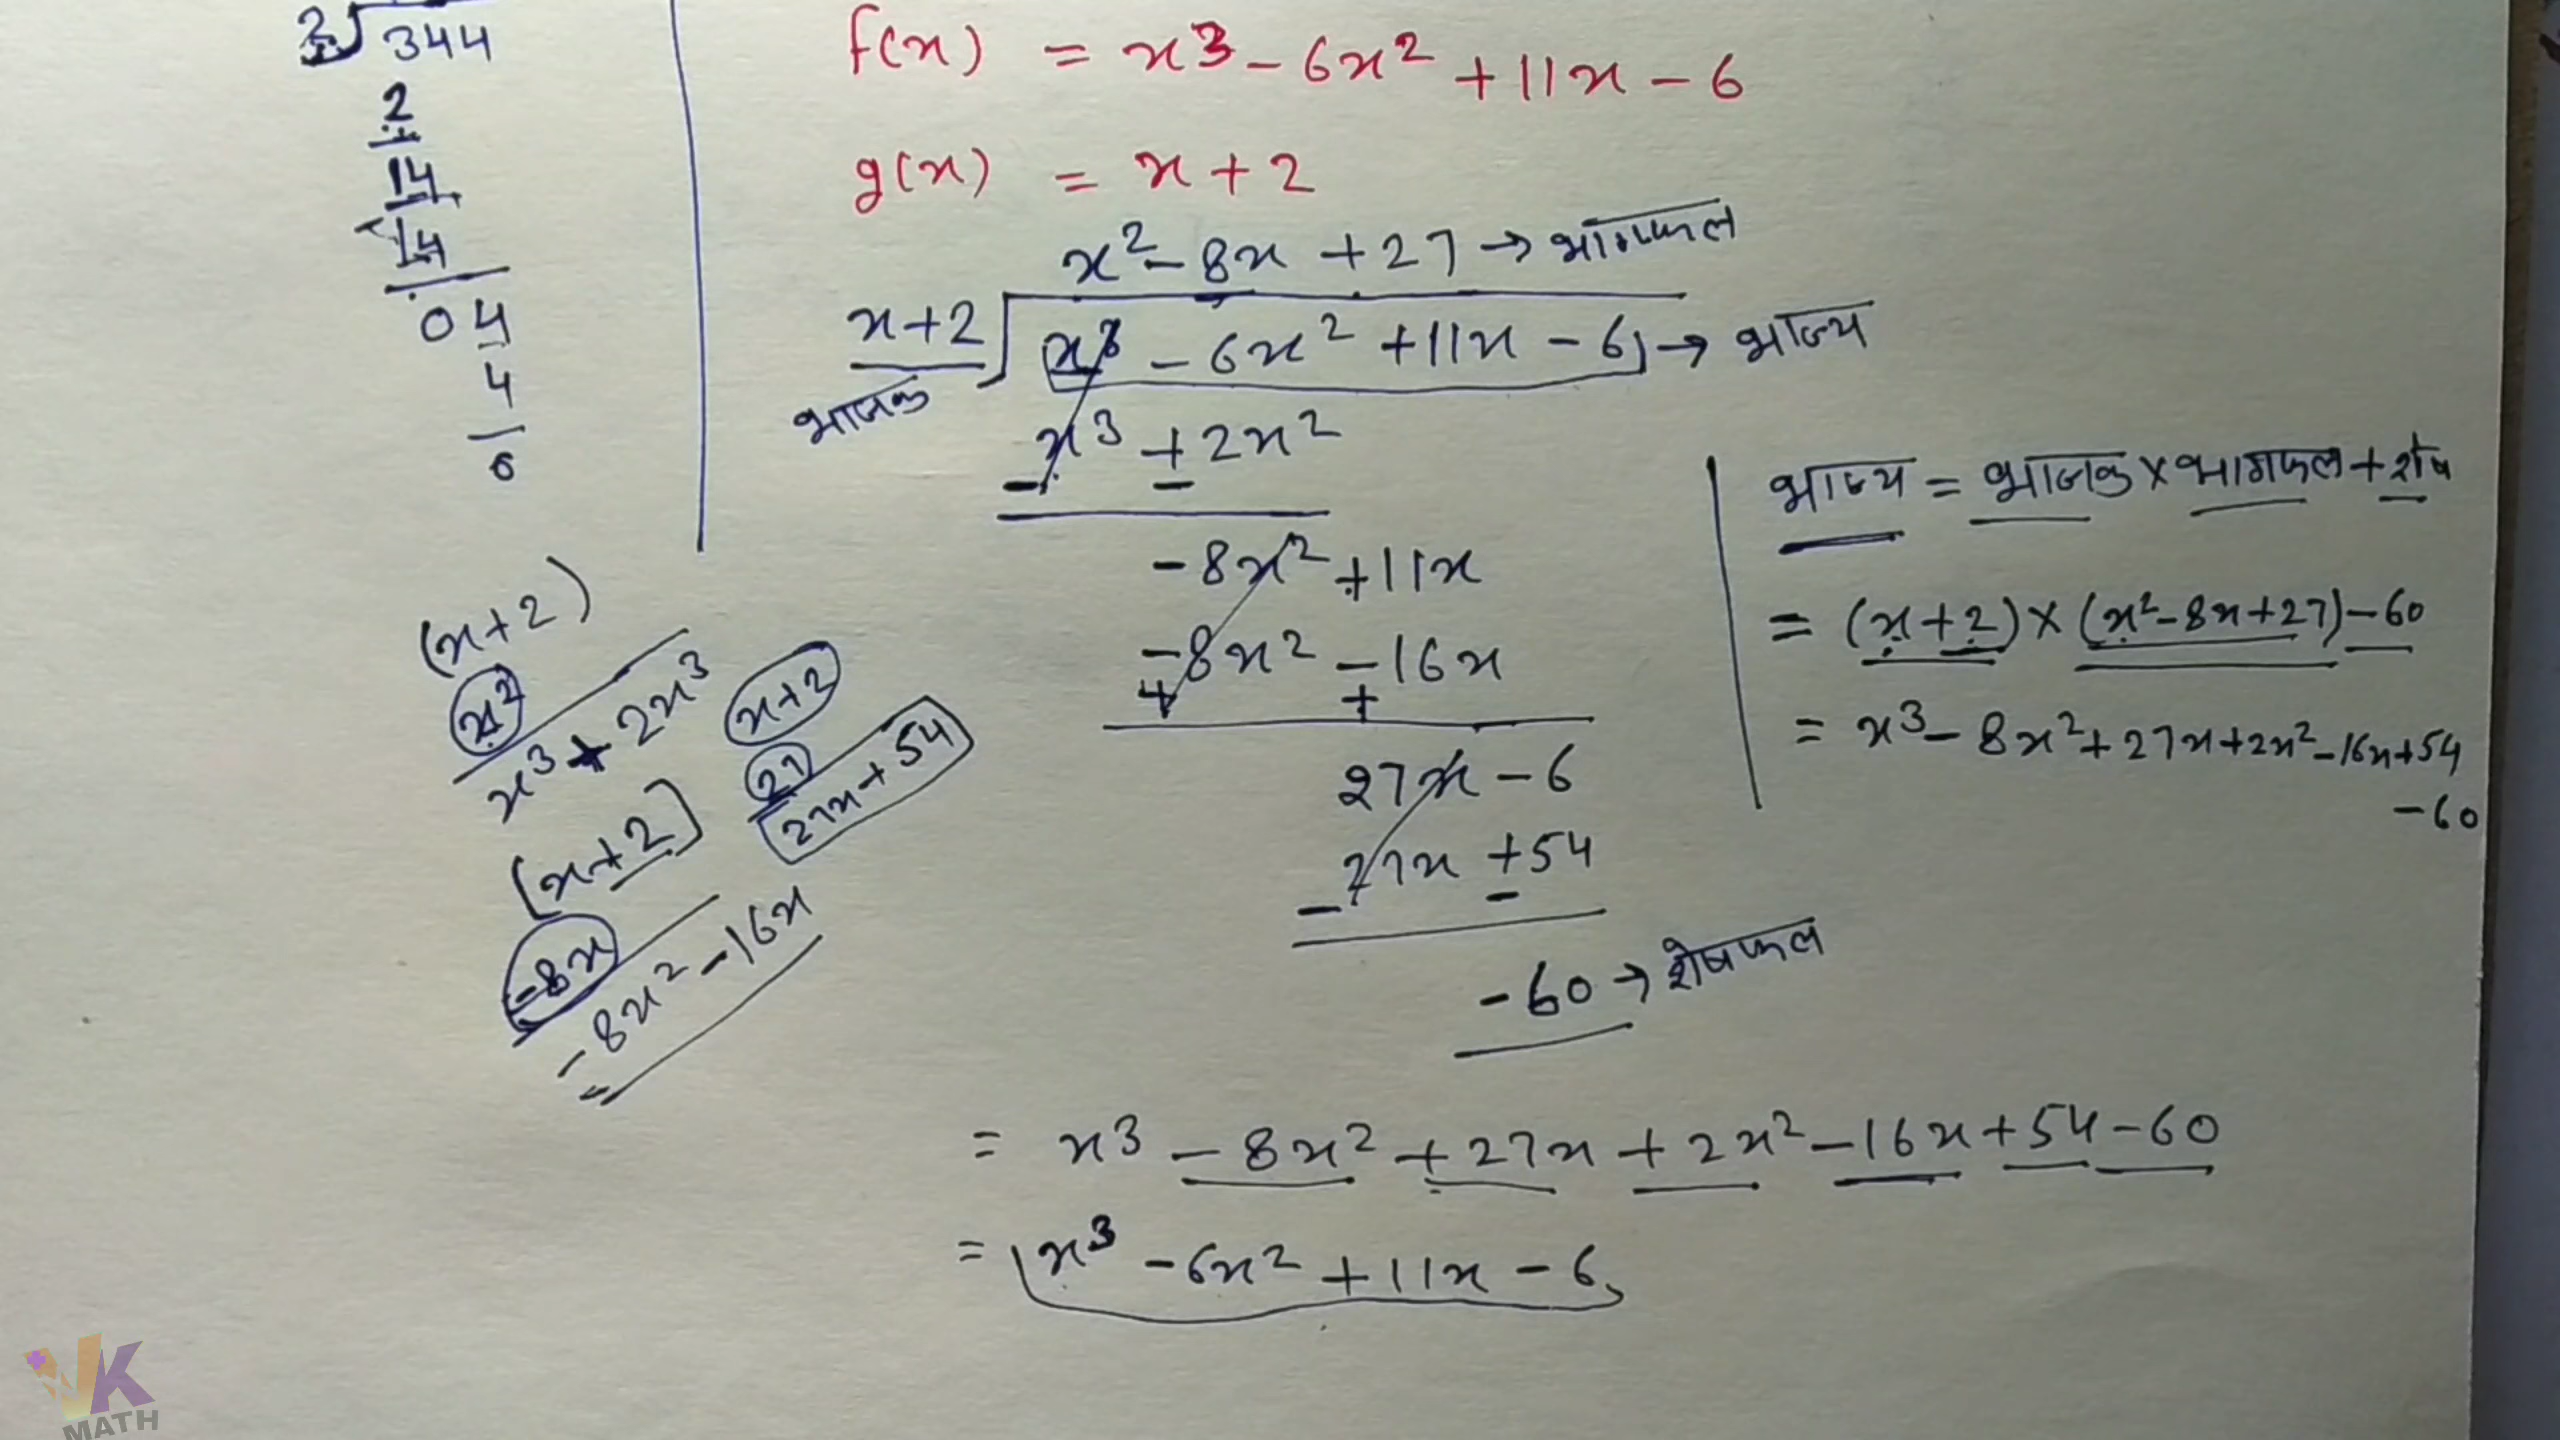 344
2
14
14
04
4
0
f(x) = x³ - 6x² + 11x - 6
g(x) = x + 2
x² - 8x + 27 → भागफल
x+2 x³ - 6x² + 11x - 6 → भाज्य
भाजक
x³ + 2x²
- -
-8x² + 11x
-8x² - 16x
+ +
27x - 6
27x + 54
- -
-60 → शेषफल
(x+2)
x²
x³ + 2x³
x+2
27
27x + 54
[x+2]
-8x
-8x² - 16x
भाज्य = भाजक × भागफल + शेष
= (x+2) × (x² - 8x + 27) - 60
= x³ - 8x² + 27x + 2x² - 16x + 54
-60
= x³ - 8x² + 27x + 2x² - 16x + 54 - 60
= x³ - 6x² + 11x - 6
VK
MATH